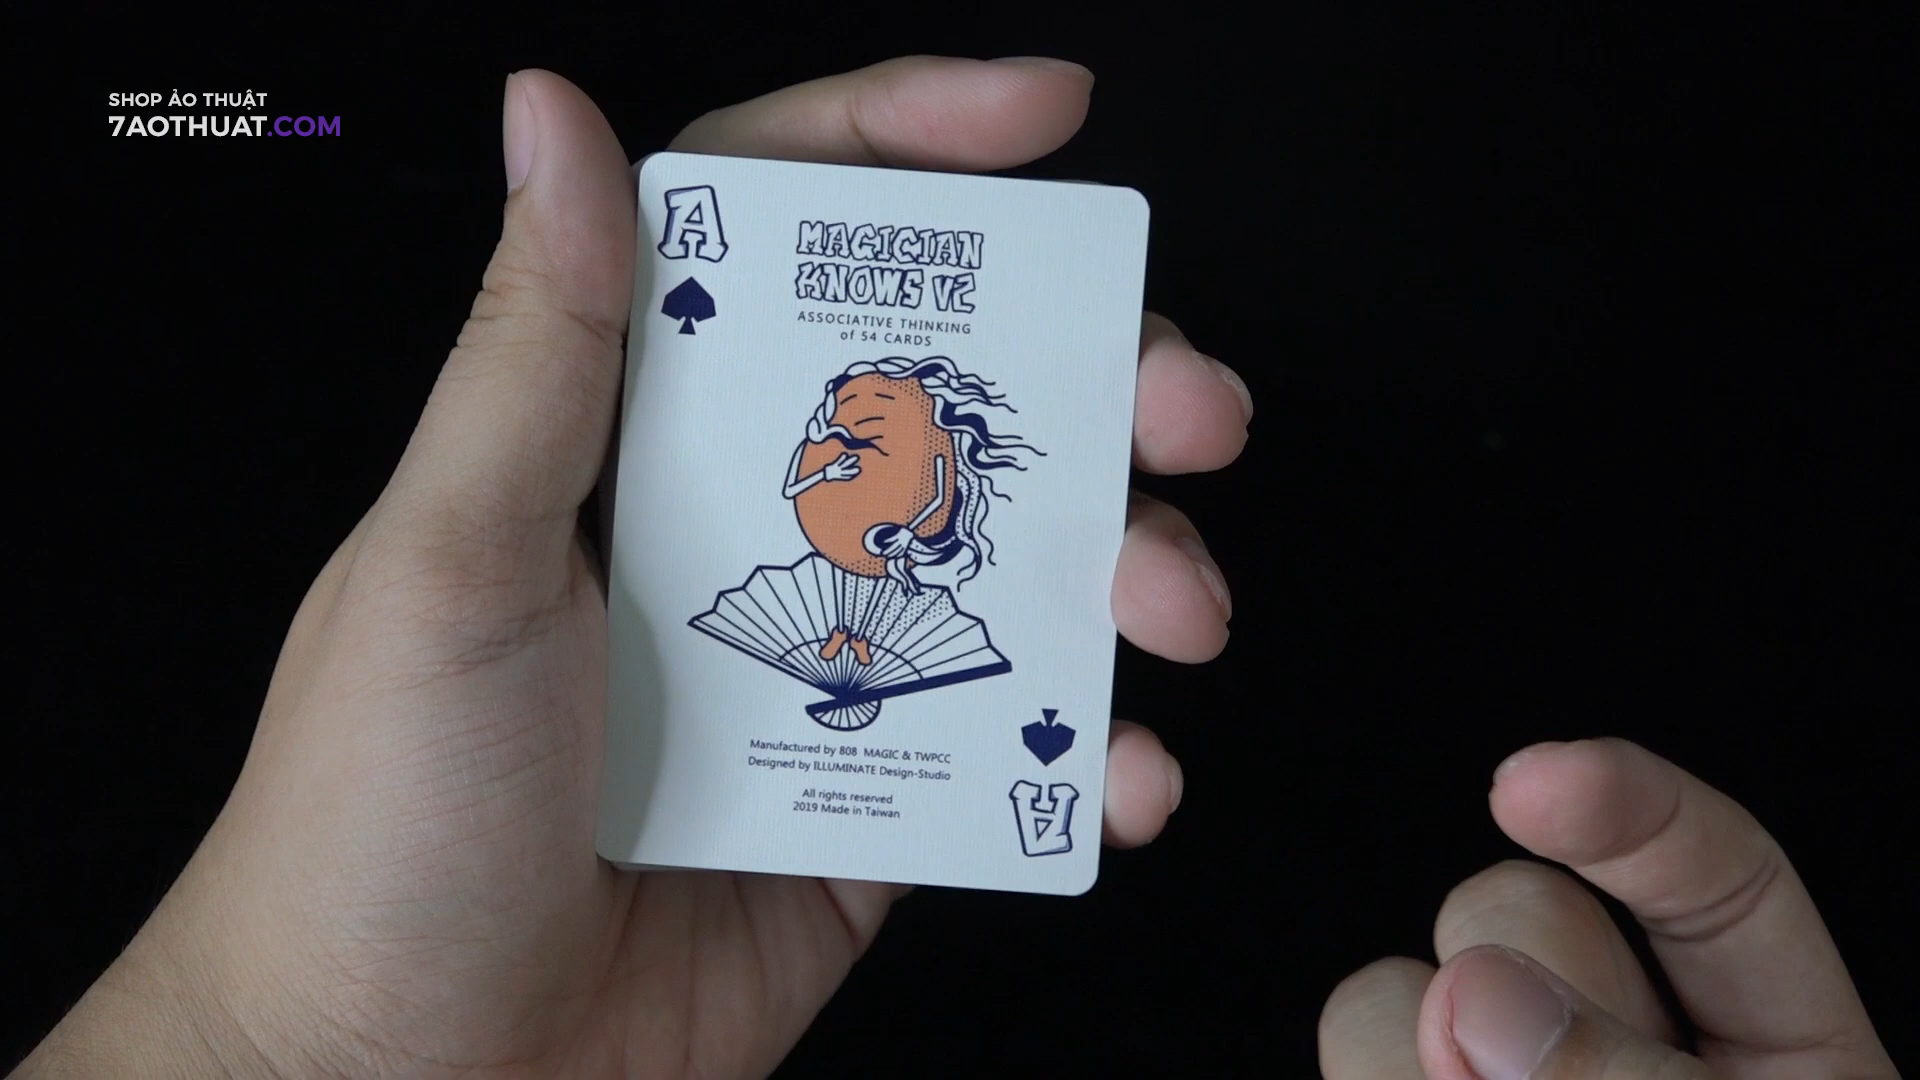 SHOP ẢO THUẬT
7AOTHUAT.COM
A
MAGICIAN
KNOWS V2
ASSOCIATIVE THINKING
of 54 CARDS
Manufactured by 808 MAGIC & TWPCC
Designed by ILLUMINATE Design-Studio
All rights reserved
2019 Made in Taiwan
A